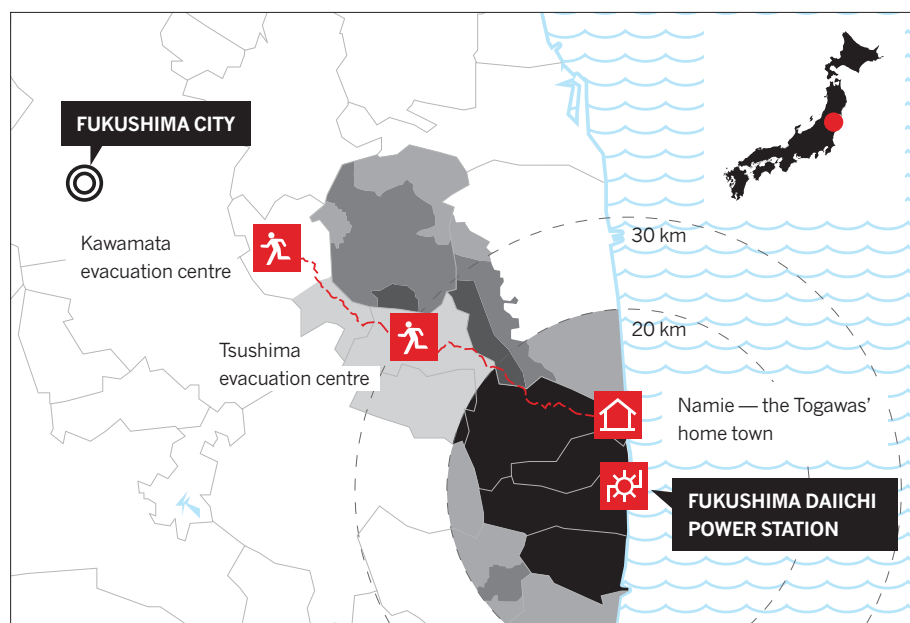 FUKUSHIMA CITY
Kawamata
evacuation centre
30 km
20 km
Tsushima
evacuation centre
Namie — the Togawas’
home town
FUKUSHIMA DAIICHI
POWER STATION